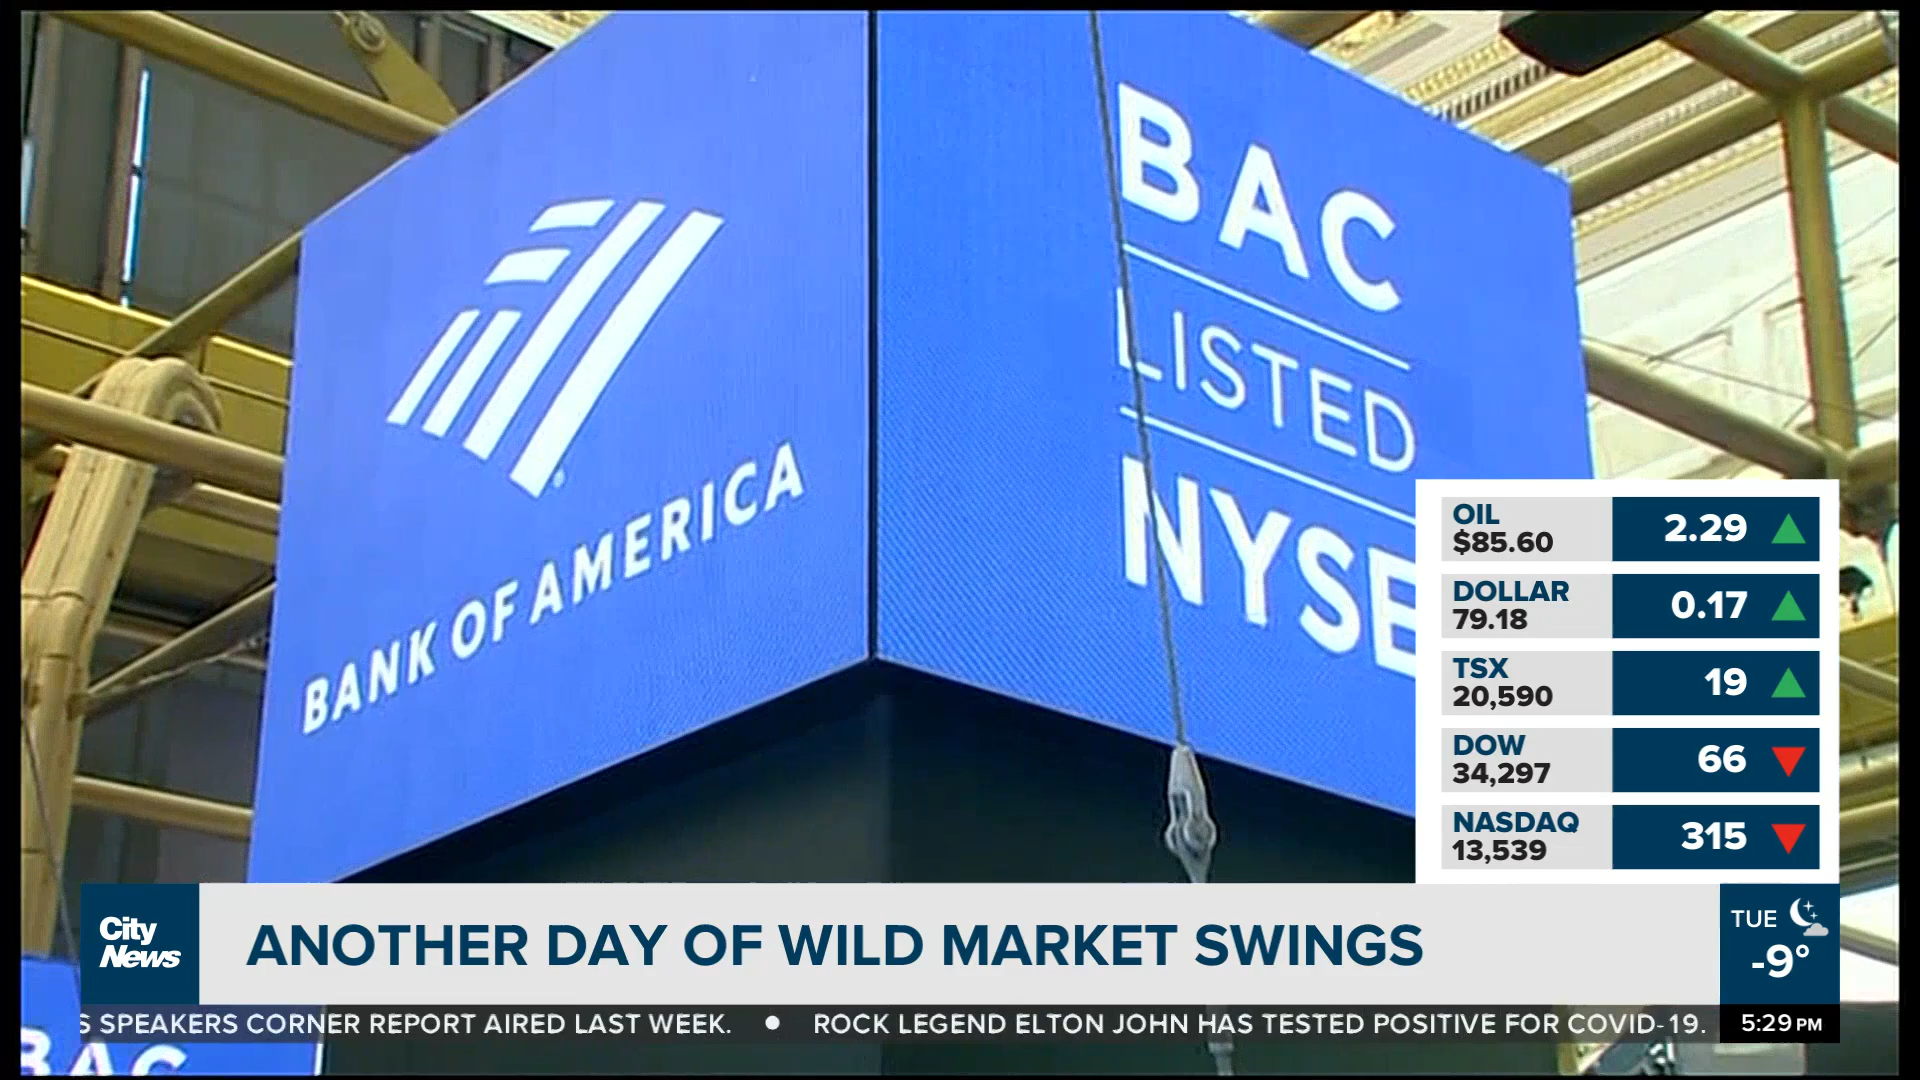 BANK OF AMERICA
BAC
LISTED
NYSE
OIL
$85.60
2.29
DOLLAR
79.18
0.17
TSX
20,590
19
DOW
34,297
66
NASDAQ
13,539
315
City
News
ANOTHER DAY OF WILD MARKET SWINGS
TUE
-9°
S SPEAKERS CORNER REPORT AIRED LAST WEEK. • ROCK LEGEND ELTON JOHN HAS TESTED POSITIVE FOR COVID-19.
5:29 PM
BAC